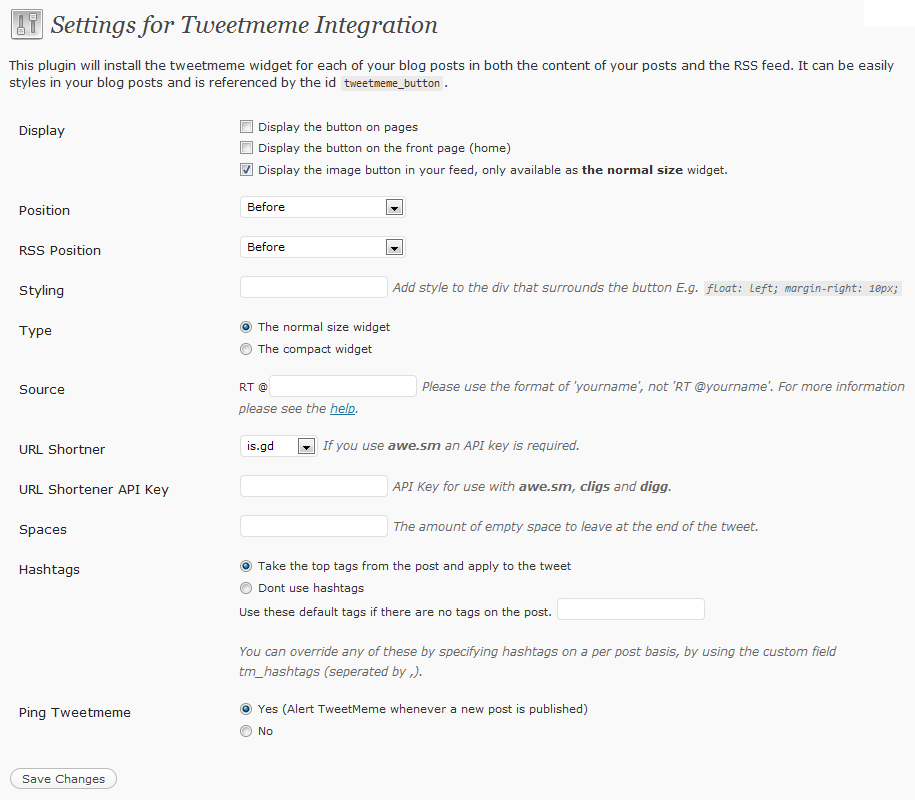 Settings for Tweetmeme Integration
This plugin will install the tweetmeme widget for each of your blog posts in both the content of your posts and the RSS feed. It can be easily
styles in your blog posts and is referenced by the id tweetmeme_button.
Display
Display the button on pages
Display the button on the front page (home)
Display the image button in your feed, only available as the normal size widget.
Position
Before
RSS Position
Before
Styling
Add style to the div that surrounds the button E.g. float: left; margin-right: 10px;
Type
The normal size widget
The compact widget
Source
RT @ Please use the format of 'yourname', not 'RT @yourname'. For more information
please see the help.
URL Shortner
is.gd If you use awe.sm an API key is required.
URL Shortener API Key
API Key for use with awe.sm, cligs and digg.
Spaces
The amount of empty space to leave at the end of the tweet.
Hashtags
Take the top tags from the post and apply to the tweet
Dont use hashtags
Use these default tags if there are no tags on the post.
You can override any of these by specifying hashtags on a per post basis, by using the custom field
tm_hashtags (seperated by ,).
Ping Tweetmeme
Yes (Alert TweetMeme whenever a new post is published)
No
Save Changes